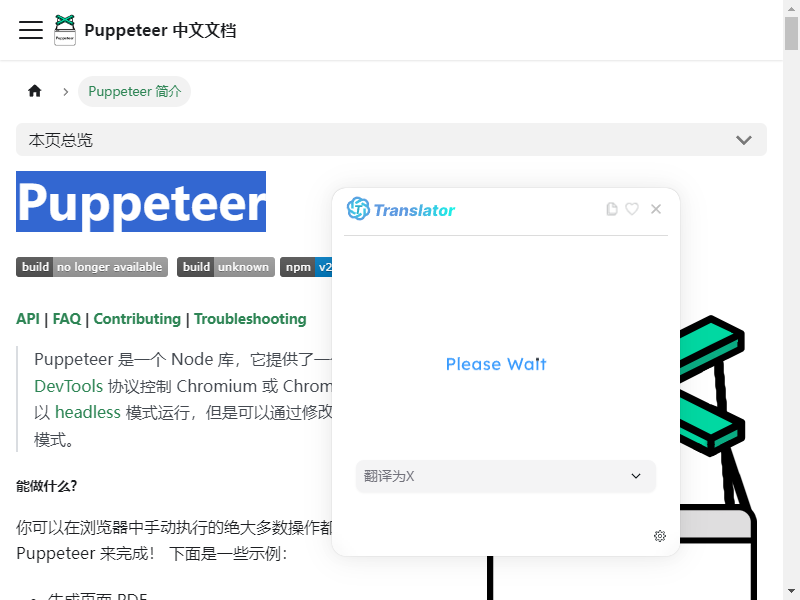 Puppeteer 中文文档
Puppeteer 简介
本页总览
Puppeteer
build no longer available build unknown npm v2
API | FAQ | Contributing | Troubleshooting
Puppeteer 是一个 Node 库，它提供了一
DevTools 协议控制 Chromium 或 Chrom
以 headless 模式运行，但是可以通过修改
模式。
能做什么?
你可以在浏览器中手动执行的绝大多数操作都
Puppeteer 来完成！ 下面是一些示例：
生成页面 PDF
Translator
Please Wait
翻译为X
Puppeteer